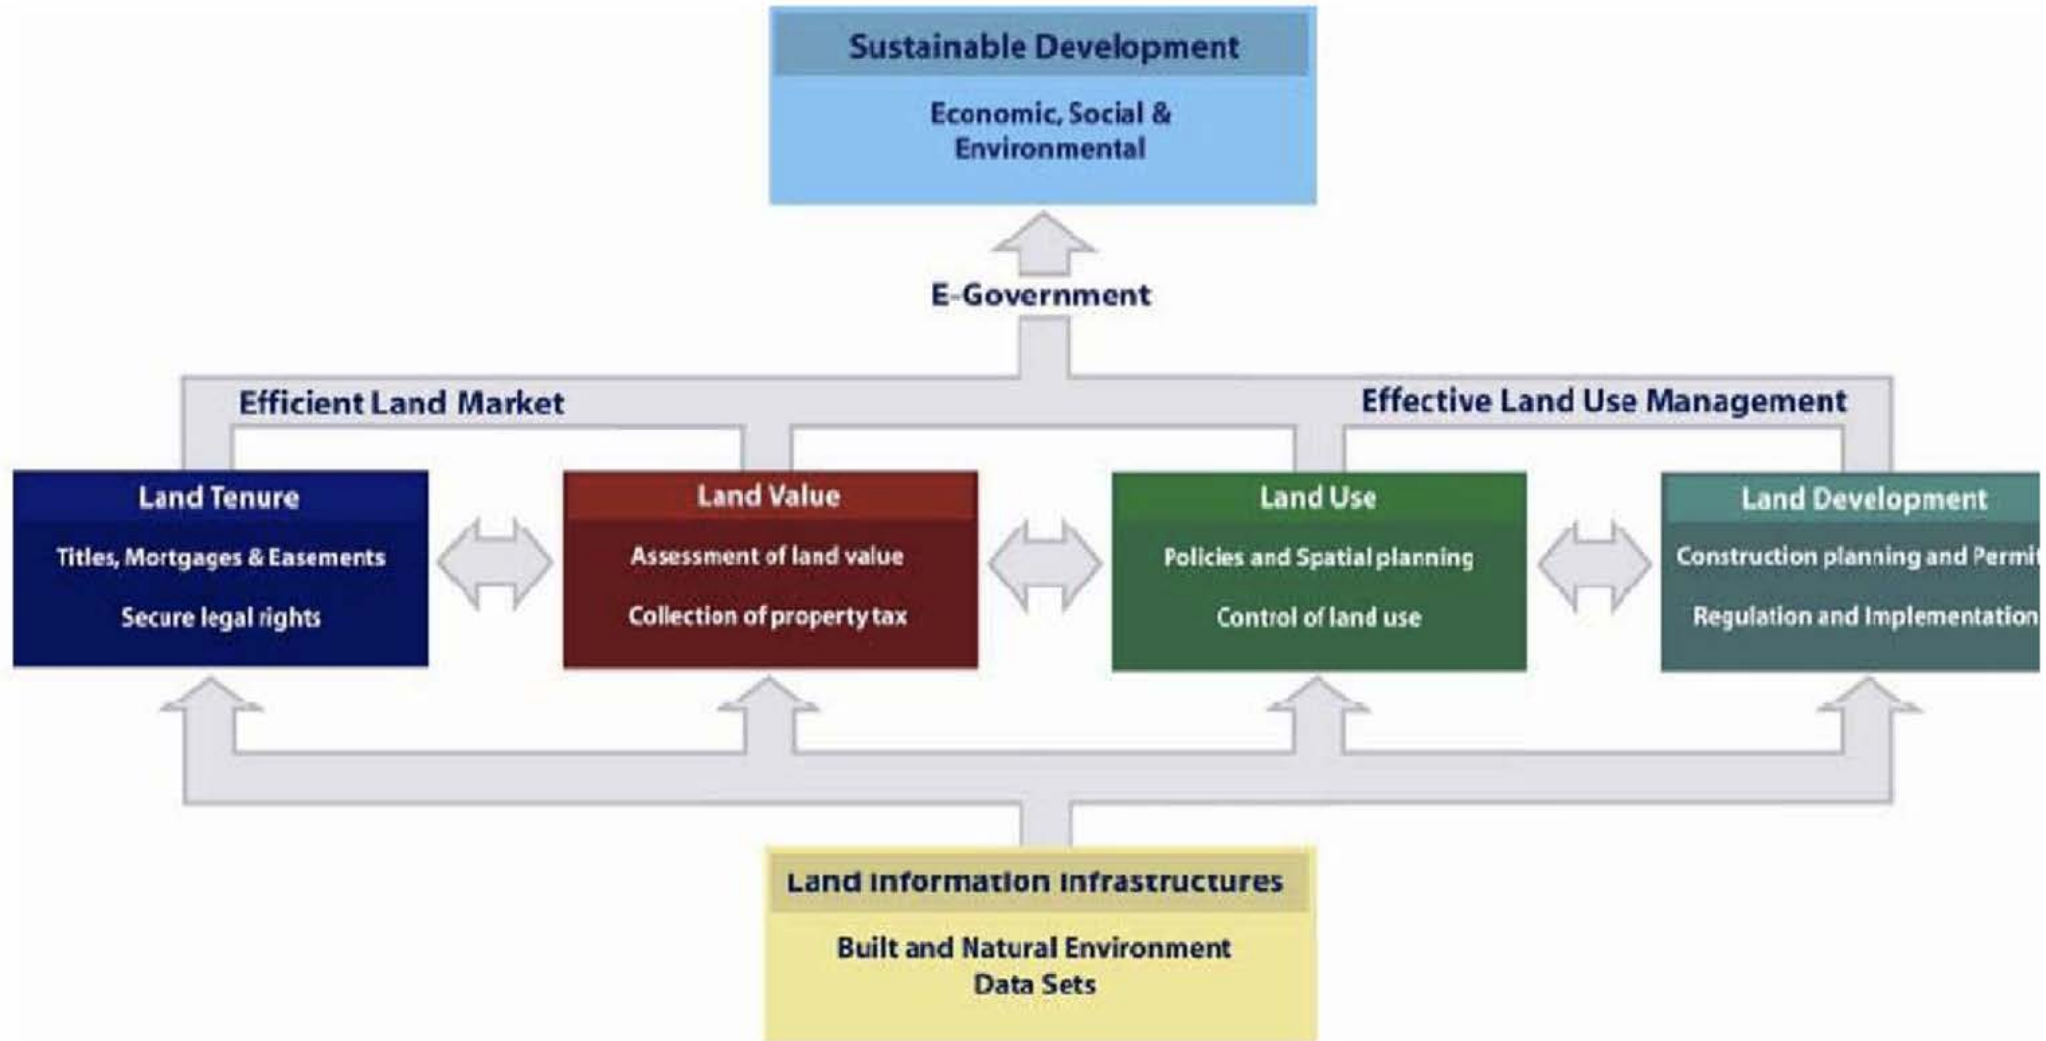 Sustainable Development
Economic, Social &
Environmental
E-Government
Efficient Land Market
Effective Land Use Management
Land Tenure
Titles, Mortgages & Easements
Secure legal rights
Land Value
Assessment of land value
Collection of property tax
Land Use
Policies and Spatial planning
Control of land use
Land Development
Construction planning and Permit
Regulation and Implementation
Land Information Infrastructures
Built and Natural Environment
Data Sets